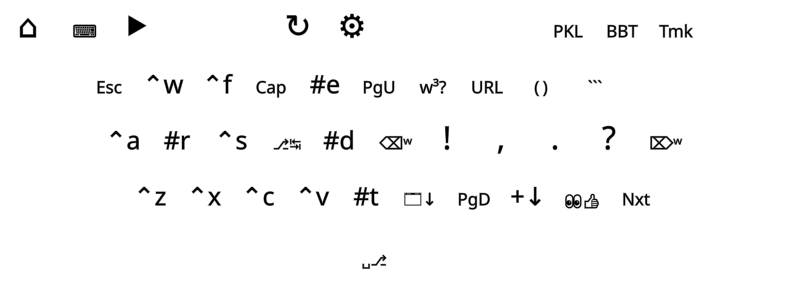 ⌂ ⌨ ▶ ↻ ⚙ PKL BBT Tmk
Esc ^w ^f Cap #e PgU w³? URL () ```
^a #r ^s ⎇↹ #d ⌫ʷ ! , . ? ⌦ʷ
^z ^x ^c ^v #t 🗔↓ PgD +↓ 👀👍 Nxt
␣⎇